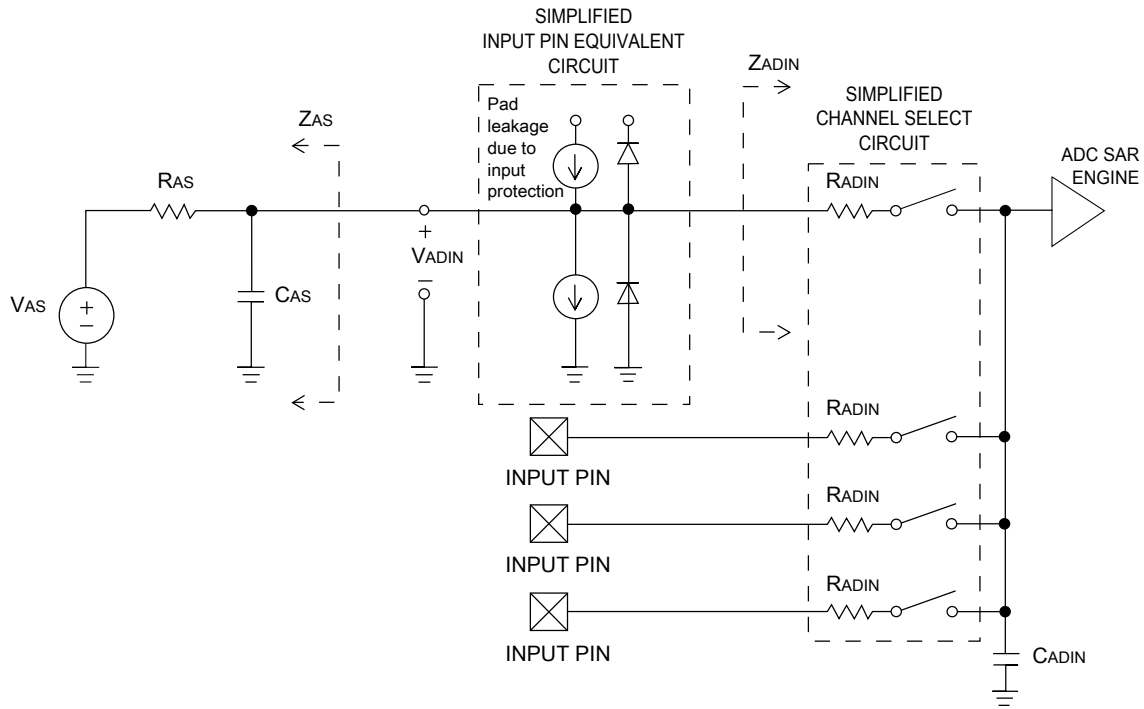 SIMPLIFIED
INPUT PIN EQUIVALENT
CIRCUIT
Pad
leakage
due to
input
protection
ZADIN
SIMPLIFIED
CHANNEL SELECT
CIRCUIT
ADC SAR
ENGINE
ZAS
RAS
RADIN
+
VADIN
−
VAS
+
−
CAS
RADIN
INPUT PIN
RADIN
INPUT PIN
RADIN
INPUT PIN
CADIN